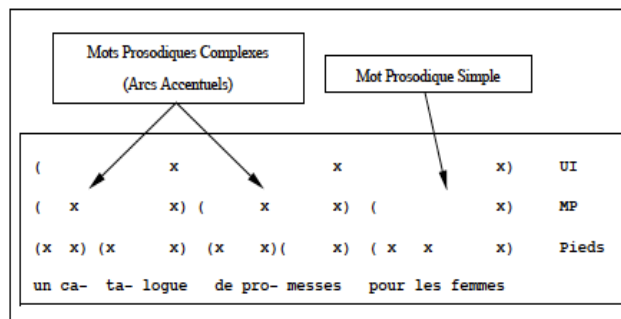 Mots Prosodiques Complexes
(Arcs Accentuels)
Mot Prosodique Simple
( x x x) UI
( x x) ( x x) ( x) MP
(x x) (x x) (x x)( x) ( x x x) Pieds
un ca- ta- logue de pro- messes pour les femmes